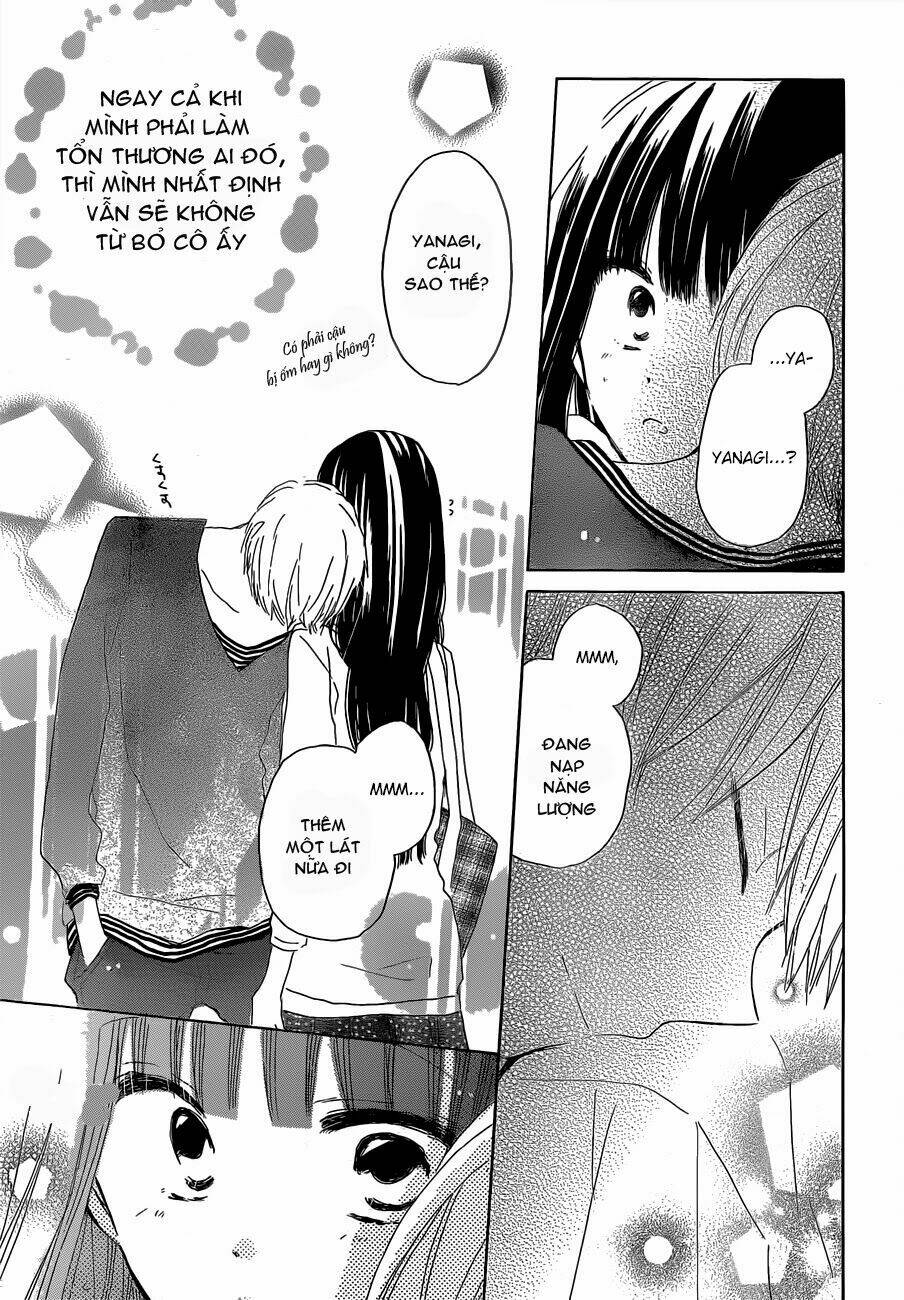 ...YA-
YANAGI...?
MMM,
ĐANG
NẠP
NĂNG
LƯỢNG
YANAGI,
CẬU
SAO THẾ?
Có phải cậu
bị ốm hay gì không?
NGAY CẢ KHI
MÌNH PHẢI LÀM
TỔN THƯƠNG AI ĐÓ,
THÌ MÌNH NHẤT ĐỊNH
VẪN SẼ KHÔNG
TỪ BỎ CÔ ẤY
MMM...
THÊM
MỘT LÁT
NỮA ĐI